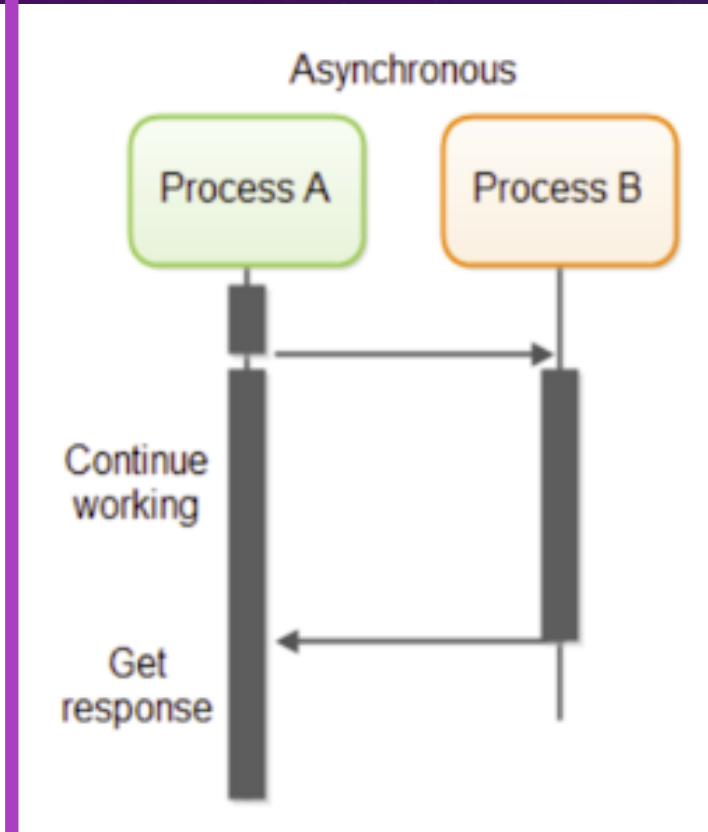 Asynchronous
Process A
Process B
Continue
working
Get
response